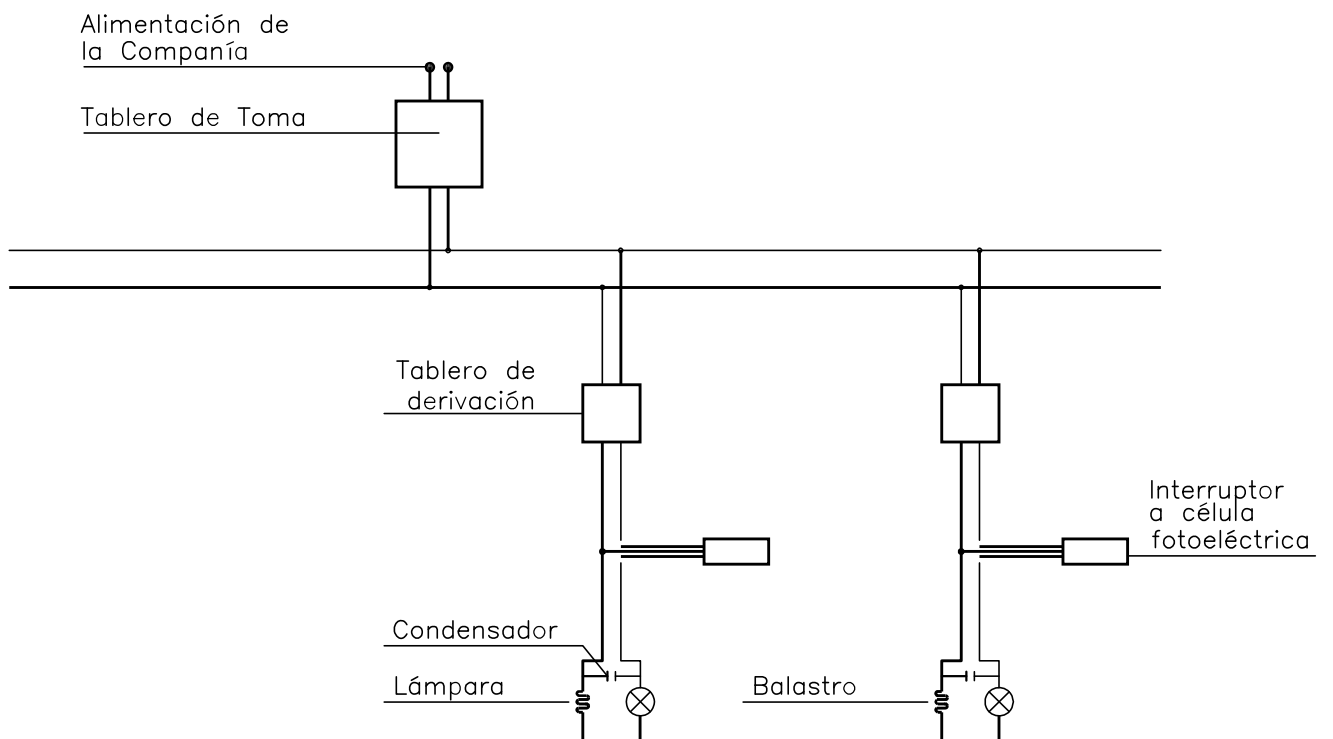 Alimentación de
la Companía
Tablero de Toma
Tablero de
derivación
Interruptor
a célula
fotoeléctrica
Condensador
Lámpara
Balastro